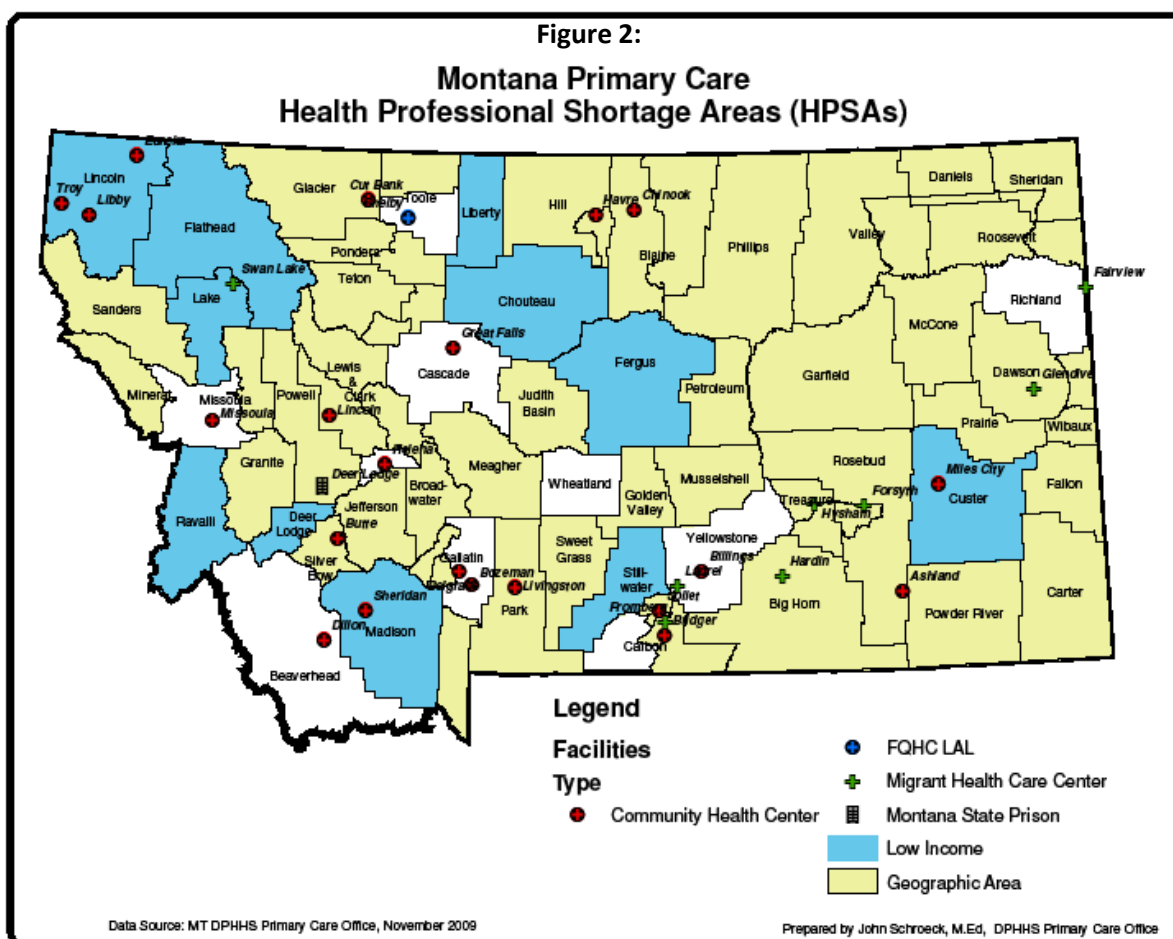 Figure 2:
Montana Primary Care
Health Professional Shortage Areas (HPSAs)
Eureka
Lincoln
Troy
Libby
Flathead
Glacier
Cut Bank
Shelby
Toole
Liberty
Hill
Havre
Chinook
Blaine
Phillips
Valley
Daniels
Sheridan
Roosevelt
Pondera
Teton
Swan Lake
Lake
Sanders
Chouteau
Fairview
Richland
McCone
Great Falls
Cascade
Fergus
Lewis
&
Clark
Lincoln
Powell
Mineral
Missoula
Missoula
Judith
Basin
Petroleum
Garfield
Dawson
Glendive
Prairie
Wibaux
Helena
Deer Lodge
Granite
Meagher
Wheatland
Musselshell
Rosebud
Miles City
Custer
Fallon
Jefferson
Broad-
water
Golden
Valley
Treasure
Forsyth
Hysham
Ravalli
Deer
Lodge
Butte
Silver
Bow
Gallatin
Belgrade
Bozeman
Livingston
Sweet
Grass
Park
Still-
water
Yellowstone
Billings
Laurel
Hardin
Big Horn
Ashland
Carter
Powder River
Sheridan
Madison
Dillon
Beaverhead
Fromberg
Bridger
Carbon
Legend
Facilities
Type
Community Health Center
FQHC LAL
Migrant Health Care Center
Montana State Prison
Low Income
Geographic Area
Data Source: MT DPHHS Primary Care Office, November 2009
Prepared by John Schroeck, M.Ed, DPHHS Primary Care Office